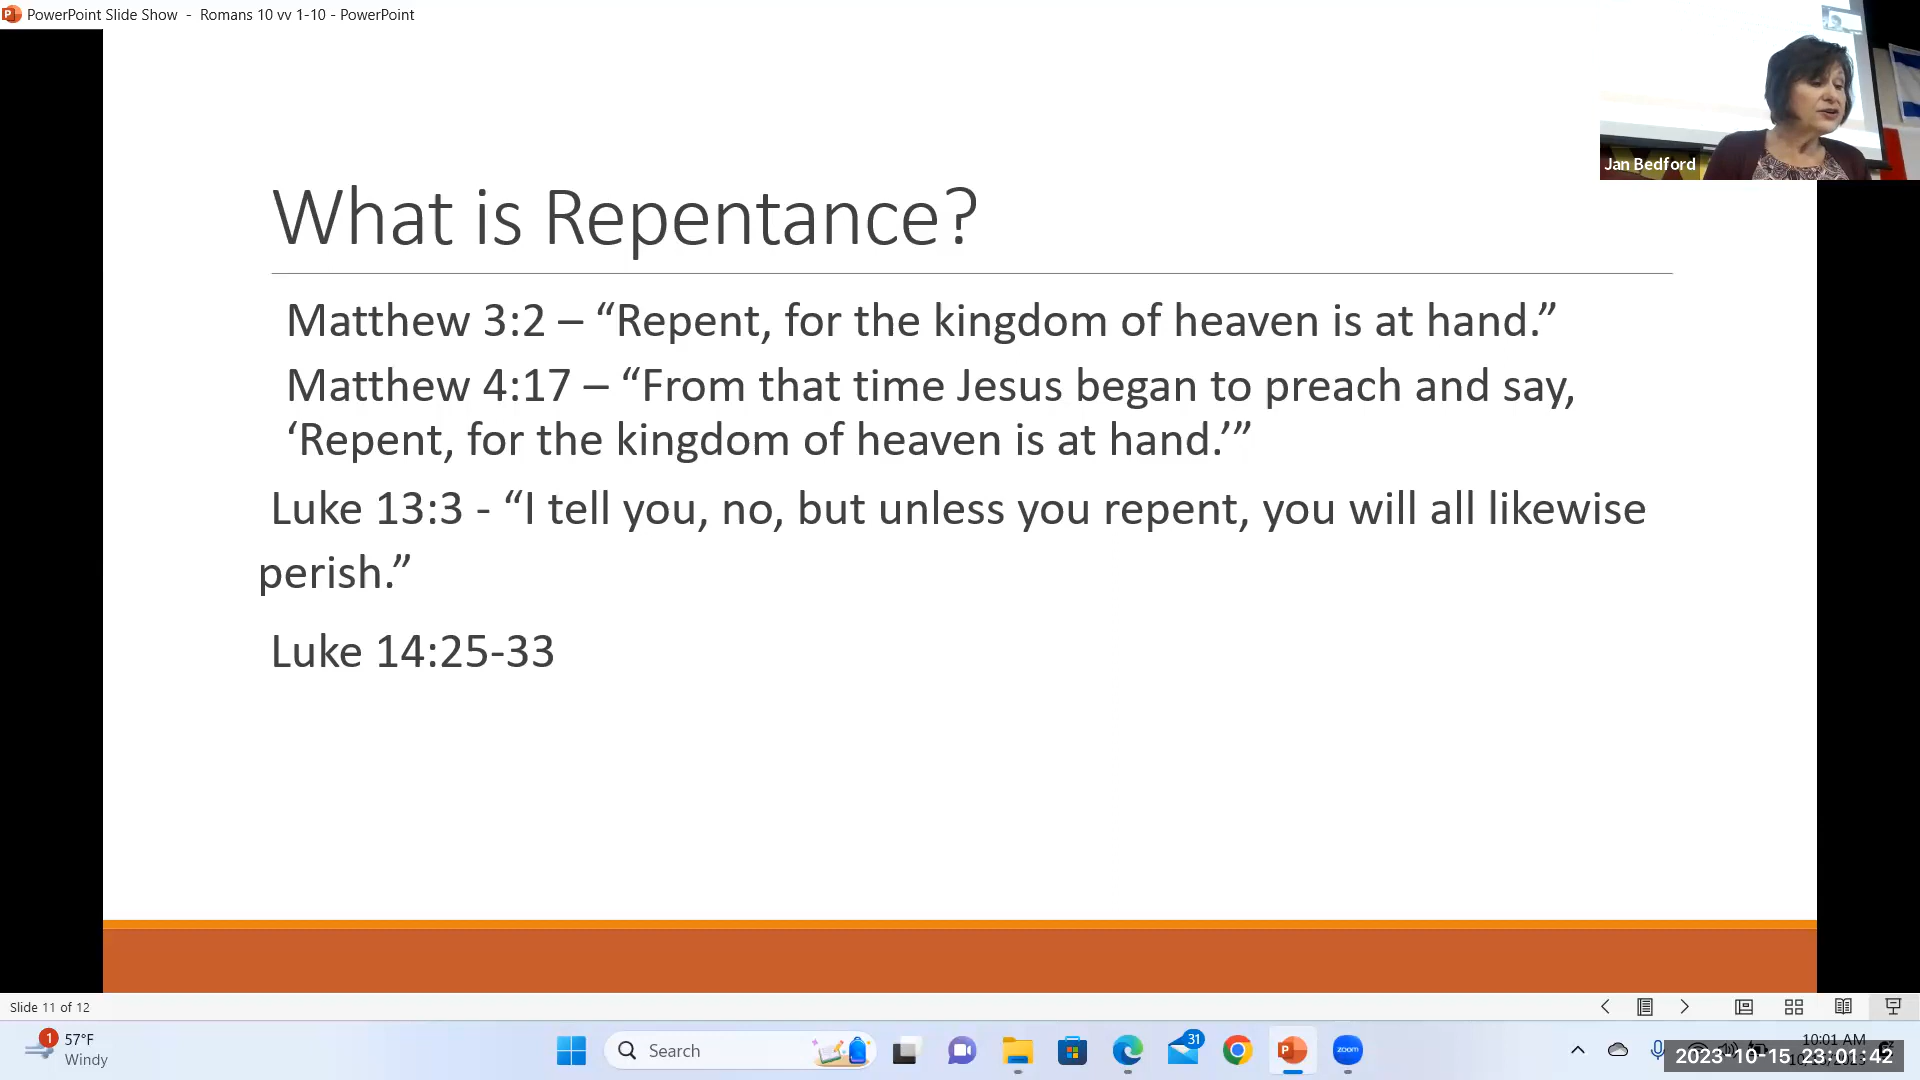 PowerPoint Slide Show - Romans 10 vv 1-10 - PowerPoint
Jan Bedford
What is Repentance?
Matthew 3:2 – “Repent, for the kingdom of heaven is at hand.”
Matthew 4:17 – “From that time Jesus began to preach and say,
‘Repent, for the kingdom of heaven is at hand.’”
Luke 13:3 - “I tell you, no, but unless you repent, you will all likewise
perish.”
Luke 14:25-33
Slide 11 of 12
1
57°F
Windy
Search
31
zoom
10:01 AM
2023-10-15 23:01:42